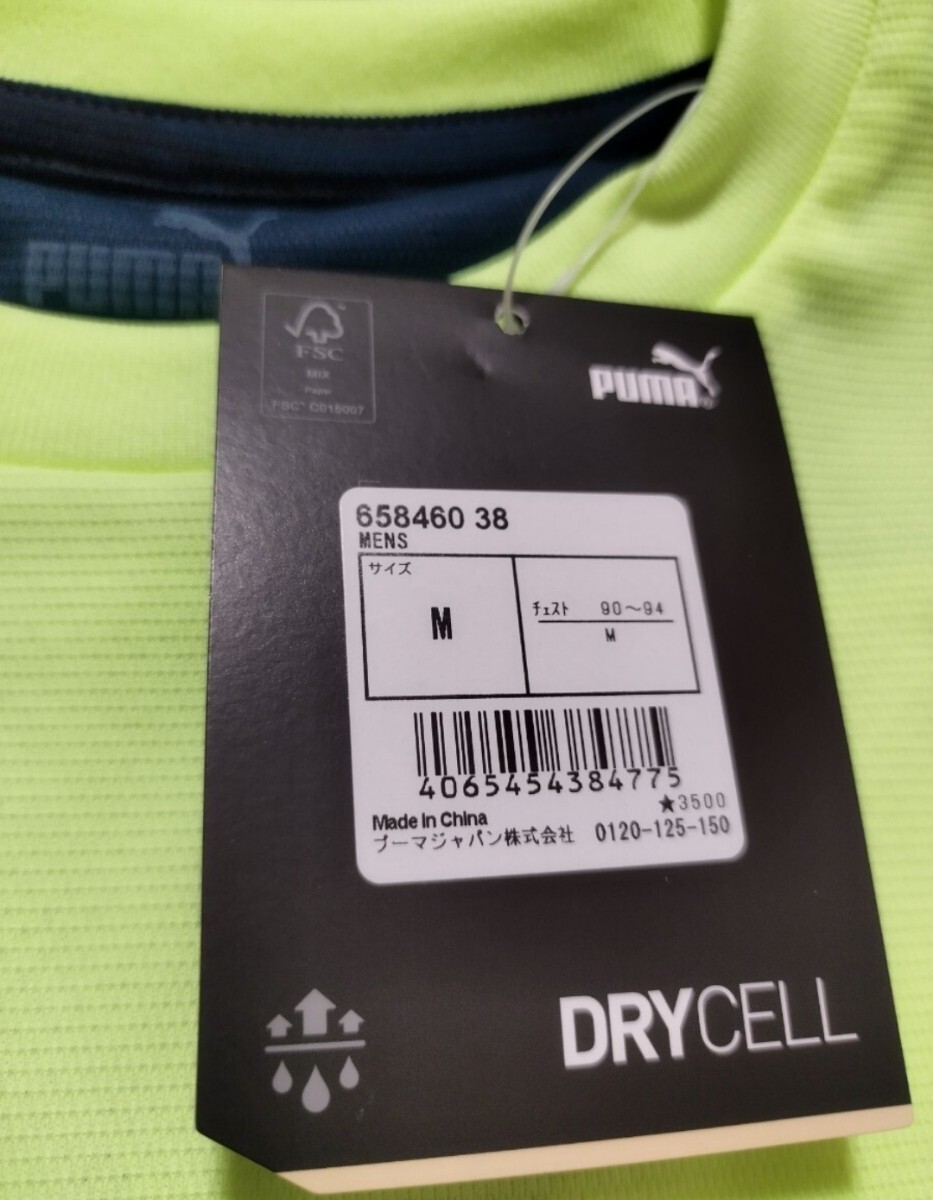 PUMA
FSC
MIX
Paper
FSC™ C015007
PUMA
658460 38
MENS
サイズ
M
チェスト 90～94
M
4065454384775
★3500
Made in China
プーマジャパン株式会社 0120-125-150
DRYCELL